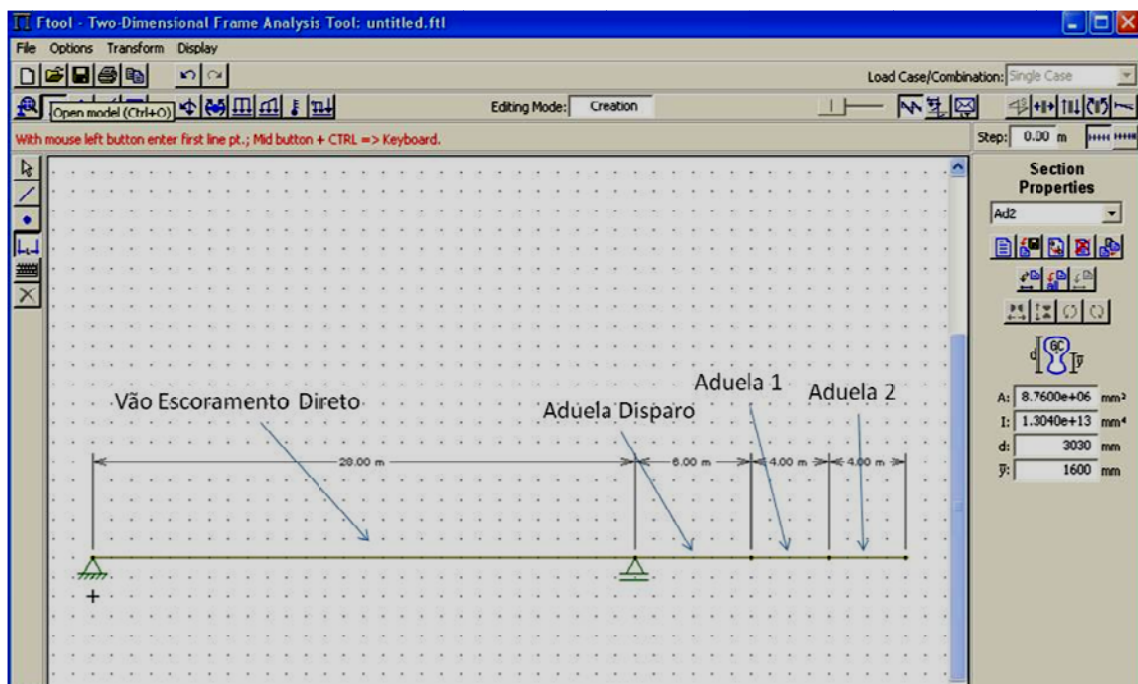 Ftool - Two-Dimensional Frame Analysis Tool: untitled.ftl
File Options Transform Display
Load Case/Combination: Single Case
Open model (Ctrl+O)
Editing Mode: Creation
With mouse left button enter first line pt.; Mid button + CTRL => Keyboard.
Step: 0.00 m
Section
Properties
Ad2
d GC y
A: 8.7600e+06 mm²
I: 1.3040e+13 mm⁴
d: 3030 mm
y: 1600 mm
Vão Escoramento Direto
Aduela Disparo
Aduela 1
Aduela 2
28.00 m
6.00 m
4.00 m
4.00 m